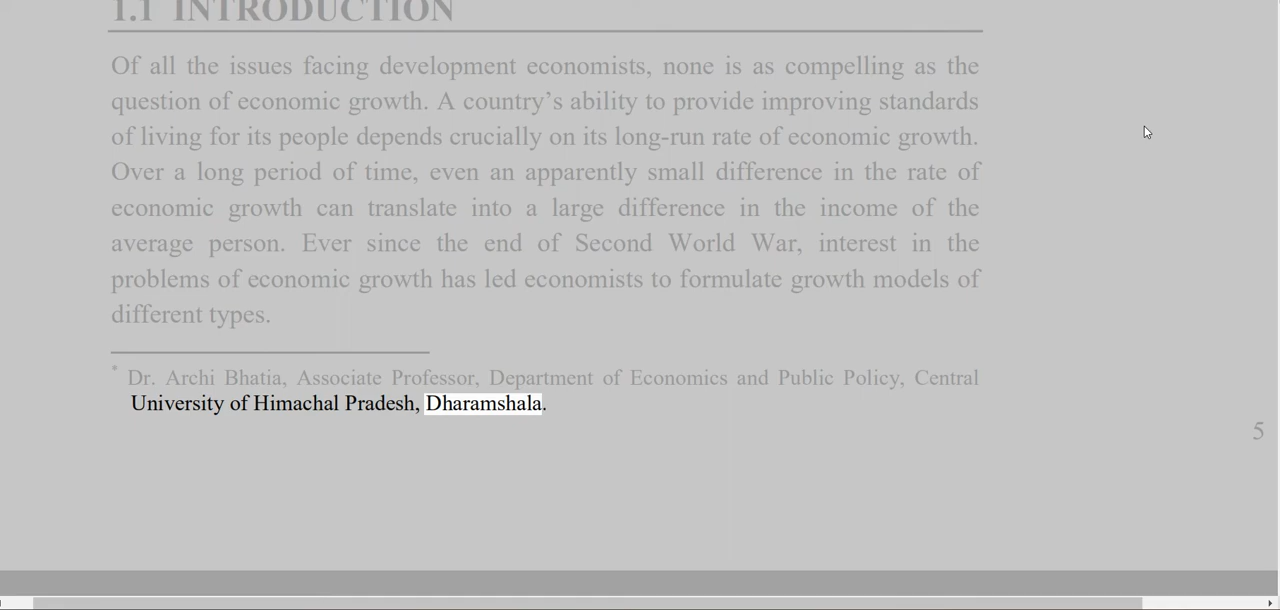 1.1 INTRODUCTION
Of all the issues facing development economists, none is as compelling as the
question of economic growth. A country’s ability to provide improving standards
of living for its people depends crucially on its long-run rate of economic growth.
Over a long period of time, even an apparently small difference in the rate of
economic growth can translate into a large difference in the income of the
average person. Ever since the end of Second World War, interest in the
problems of economic growth has led economists to formulate growth models of
different types.
* Dr. Archi Bhatia, Associate Professor, Department of Economics and Public Policy, Central
University of Himachal Pradesh, Dharamshala.
5